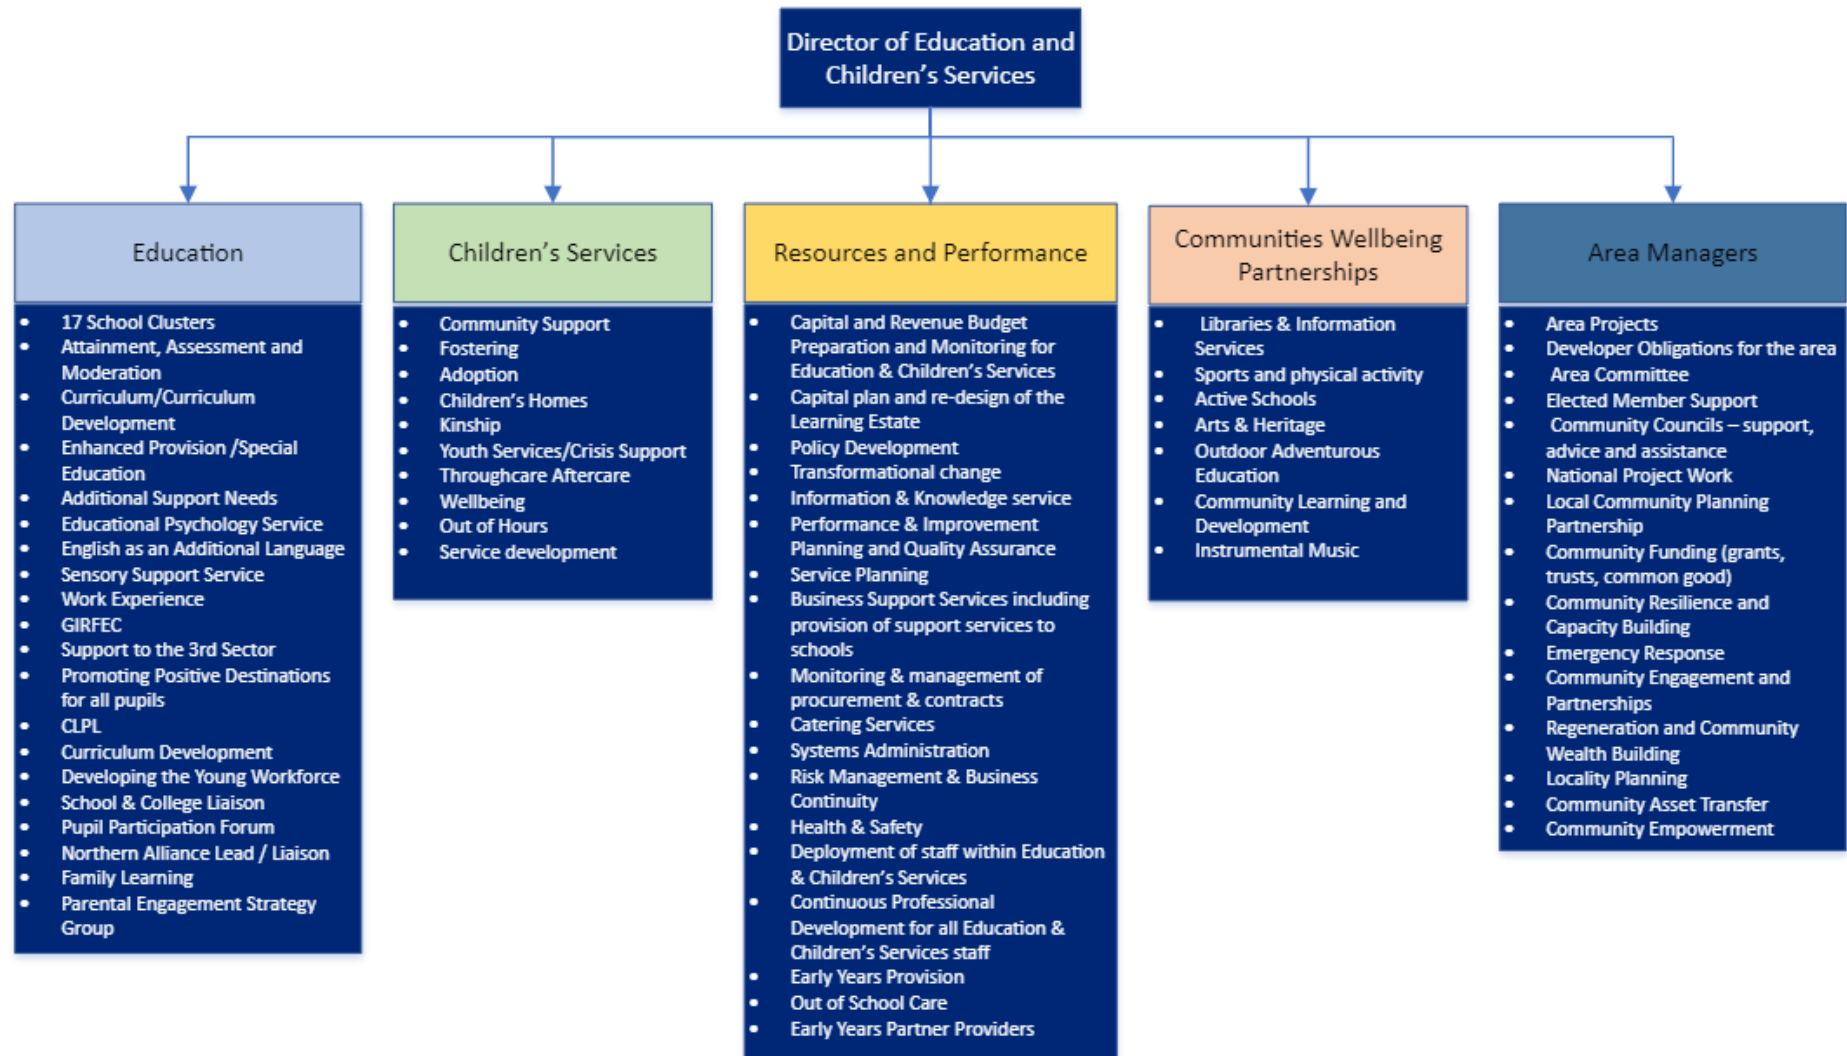 Director of Education and
Children's Services
Education
• 17 School Clusters
• Attainment, Assessment and
Moderation
• Curriculum/Curriculum
Development
• Enhanced Provision /Special
Education
• Additional Support Needs
• Educational Psychology Service
• English as an Additional Language
• Sensory Support Service
• Work Experience
• GIRFEC
• Support to the 3rd Sector
• Promoting Positive Destinations
for all pupils
• CLPL
• Curriculum Development
• Developing the Young Workforce
• School & College Liaison
• Pupil Participation Forum
• Northern Alliance Lead / Liaison
• Family Learning
• Parental Engagement Strategy
Group
Children's Services
• Community Support
• Fostering
• Adoption
• Children's Homes
• Kinship
• Youth Services/Crisis Support
• Throughcare Aftercare
• Wellbeing
• Out of Hours
• Service development
Resources and Performance
• Capital and Revenue Budget
Preparation and Monitoring for
Education & Children's Services
• Capital plan and re-design of the
Learning Estate
• Policy Development
• Transformational change
• Information & Knowledge service
• Performance & Improvement
Planning and Quality Assurance
• Service Planning
• Business Support Services including
provision of support services to
schools
• Monitoring & management of
procurement & contracts
• Catering Services
• Systems Administration
• Risk Management & Business
Continuity
• Health & Safety
• Deployment of staff within Education
& Children's Services
• Continuous Professional
Development for all Education &
Children's Services staff
• Early Years Provision
• Out of School Care
• Early Years Partner Providers
Communities Wellbeing
Partnerships
• Libraries & Information
Services
• Sports and physical activity
• Active Schools
• Arts & Heritage
• Outdoor Adventurous
Education
• Community Learning and
Development
• Instrumental Music
Area Managers
• Area Projects
• Developer Obligations for the area
• Area Committee
• Elected Member Support
• Community Councils – support,
advice and assistance
• National Project Work
• Local Community Planning
Partnership
• Community Funding (grants,
trusts, common good)
• Community Resilience and
Capacity Building
• Emergency Response
• Community Engagement and
Partnerships
• Regeneration and Community
Wealth Building
• Locality Planning
• Community Asset Transfer
• Community Empowerment